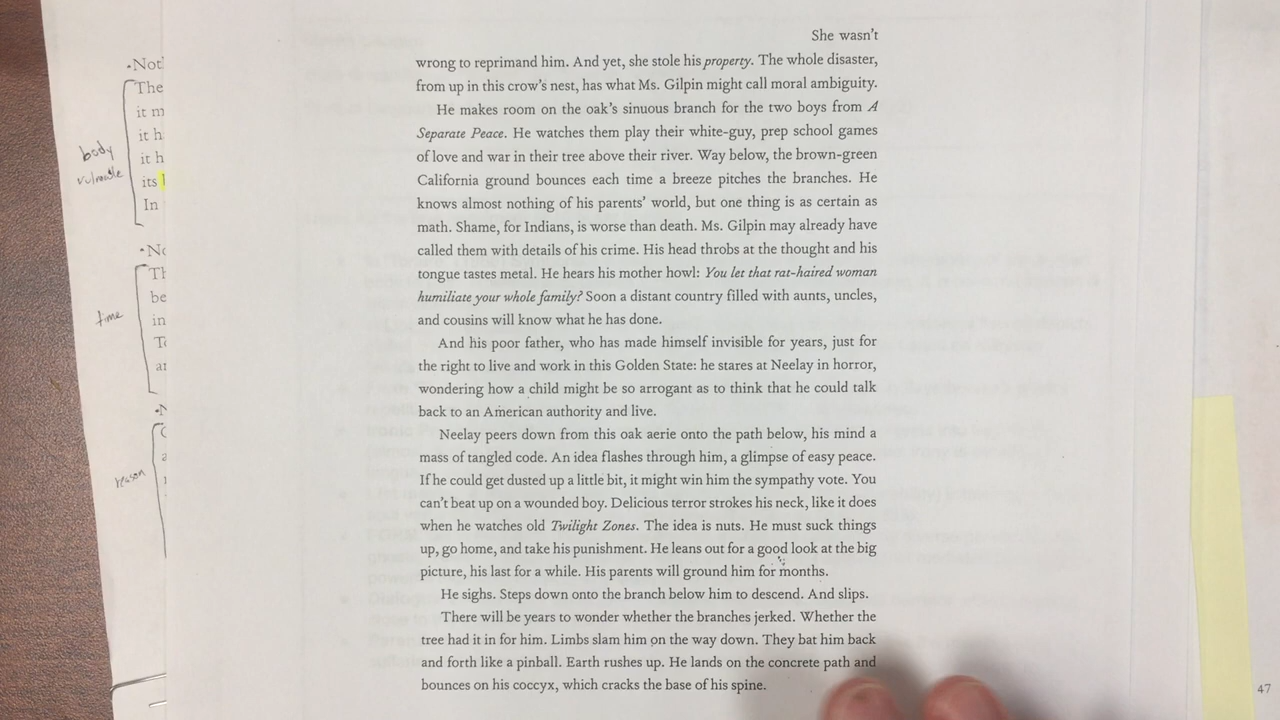 •Not
The
it m
it h
body
it h
its
In
time
be
in
reason
She wasn't
wrong to reprimand him. And yet, she stole his property. The whole disaster,
from up in this crow's nest, has what Ms. Gilpin might call moral ambiguity.
He makes room on the oak's sinuous branch for the two boys from A
Separate Peace. He watches them play their white-guy, prep school games
of love and war in their tree above their river. Way below, the brown-green
California ground bounces each time a breeze pitches the branches. He
knows almost nothing of his parents' world, but one thing is as certain as
math. Shame, for Indians, is worse than death. Ms. Gilpin may already have
called them with details of his crime. His head throbs at the thought and his
tongue tastes metal. He hears his mother howl: You let that rat-haired woman
humiliate your whole family? Soon a distant country filled with aunts, uncles,
and cousins will know what he has done.
And his poor father, who has made himself invisible for years, just for
the right to live and work in this Golden State: he stares at Neelay in horror,
wondering how a child might be so arrogant as to think that he could talk
back to an American authority and live.
Neelay peers down from this oak aerie onto the path below, his mind a
mass of tangled code. An idea flashes through him, a glimpse of easy peace.
If he could get dusted up a little bit, it might win him the sympathy vote. You
can't beat up on a wounded boy. Delicious terror strokes his neck, like it does
when he watches old Twilight Zones. The idea is nuts. He must suck things
up, go home, and take his punishment. He leans out for a good look at the big
picture, his last for a while. His parents will ground him for months.
He sighs. Steps down onto the branch below him to descend. And slips.
There will be years to wonder whether the branches jerked. Whether the
tree had it in for him. Limbs slam him on the way down. They bat him back
and forth like a pinball. Earth rushes up. He lands on the concrete path and
bounces on his coccyx, which cracks the base of his spine.
47